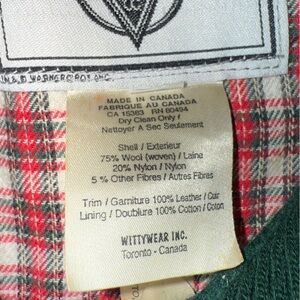 MADE IN CANADA
FABRIQUE AU CANADA
CA 15383 RN 80494
Dry Clean Only /
Nettoyer A Sec Seulement
Shell / Exterieur
75% Wool (woven) / Laine
20% Nylon / Nylon
5 % Other Fibres / Autres Fibres
Trim / Garniture 100% Leather / Cuir
Lining / Doublure 100% Cotton / Coton
WITTYWEAR INC.
Toronto - Canada